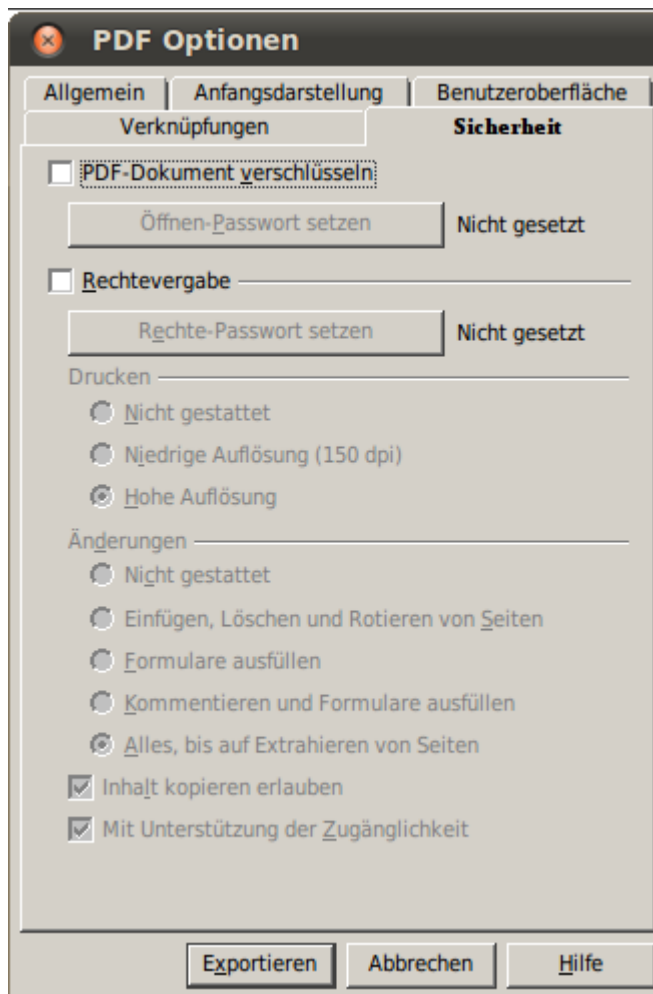 PDF Optionen
Allgemein Anfangsdarstellung Benutzeroberfläche
Verknüpfungen Sicherheit
PDF-Dokument verschlüsseln
Öffnen-Passwort setzen Nicht gesetzt
Rechtevergabe
Rechte-Passwort setzen Nicht gesetzt
Drucken
Nicht gestattet
Niedrige Auflösung (150 dpi)
Hohe Auflösung
Änderungen
Nicht gestattet
Einfügen, Löschen und Rotieren von Seiten
Formulare ausfüllen
Kommentieren und Formulare ausfüllen
Alles, bis auf Extrahieren von Seiten
Inhalt kopieren erlauben
Mit Unterstützung der Zugänglichkeit
Exportieren Abbrechen Hilfe